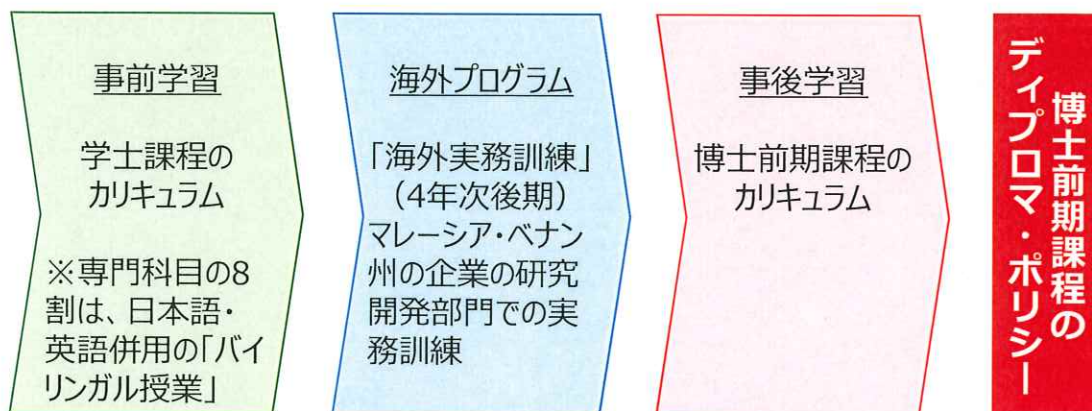 事前学習
学士課程の
カリキュラム
※専門科目の8
割は、日本語・
英語併用の「バイ
リンガル授業」
海外プログラム
「海外実務訓練」
(4年次後期)
マレーシア・ペナン
州の企業の研究
開発部門での実
務訓練
事後学習
博士前期課程の
カリキュラム
博士前期課程の
ディプロマ・ポリシー